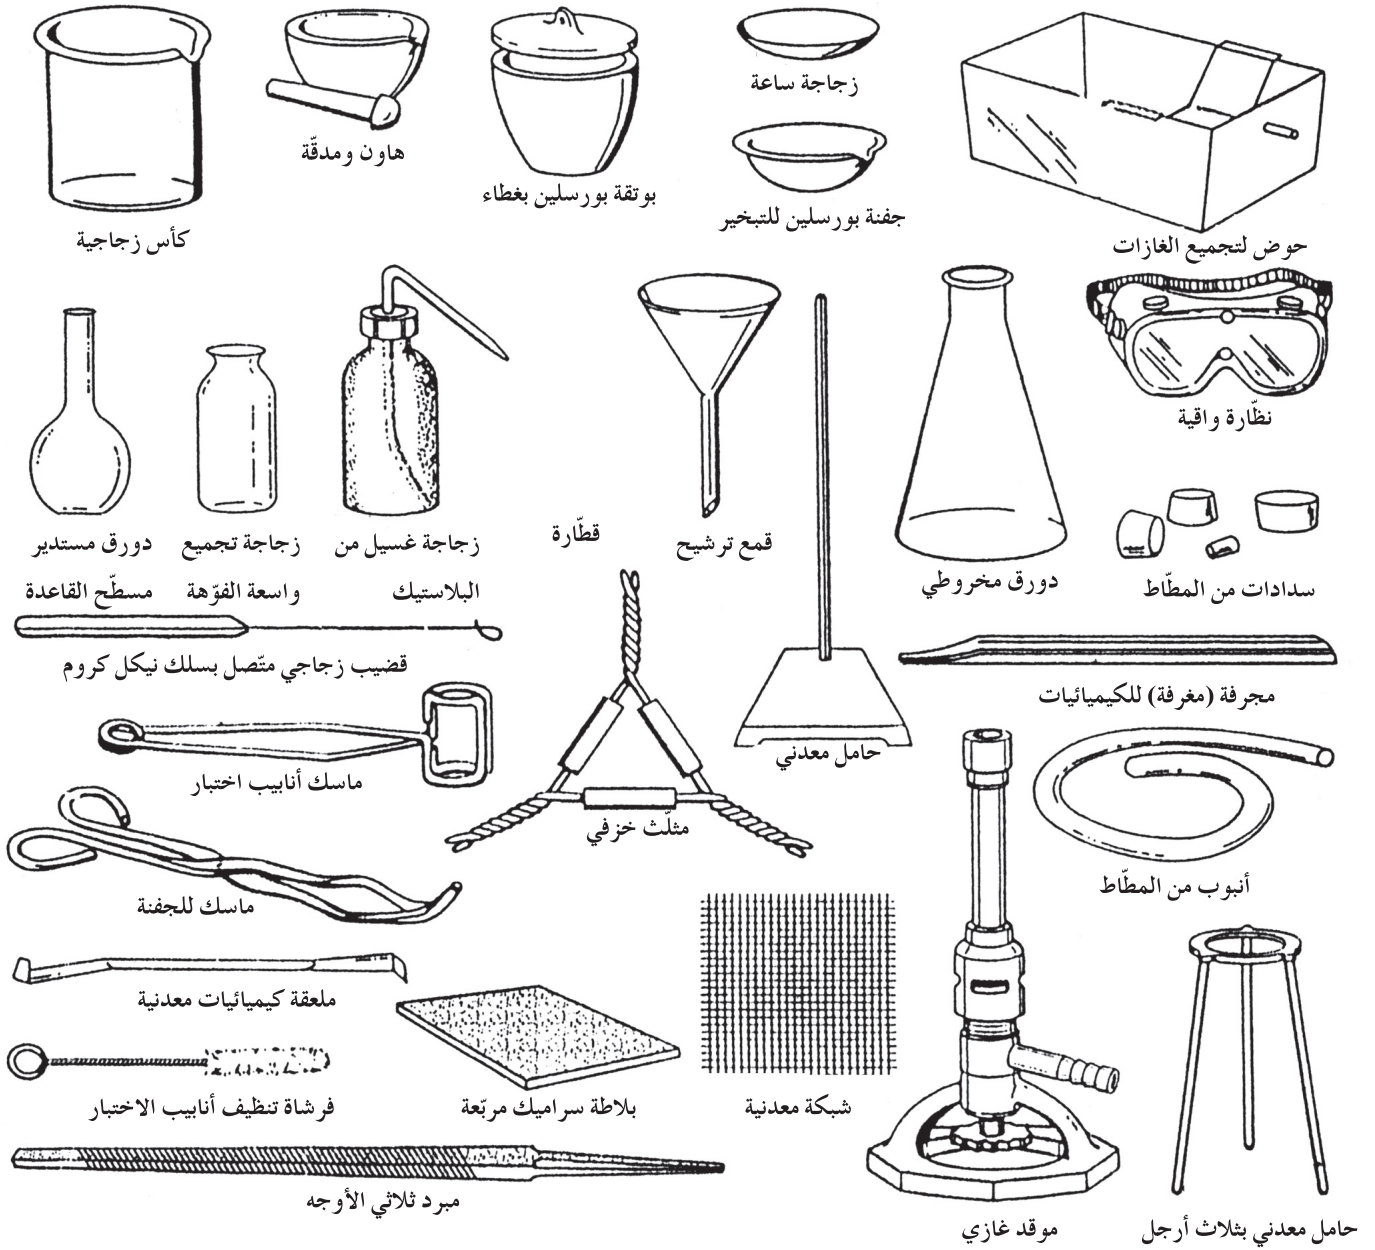 كأس زجاجية
هاون ومدقّة
بوتقة بورسلين بغطاء
زجاجة ساعة
جفنة بورسلين للتبخير
حوض لتجميع الغازات
نظّارة واقية
دورق مستدير
مسطّح القاعدة
زجاجة تجميع
واسعة الفوّهة
زجاجة غسيل من
البلاستيك
قطّارة
قمع ترشيح
دورق مخروطي
سدادات من المطّاط
قضيب زجاجي متّصل بسلك نيكل كروم
مجرفة (مغرفة) للكيميائيات
حامل معدني
ماسك أنابيب اختبار
مثلّث خزفي
أنبوب من المطّاط
ماسك للجفنة
ملعقة كيميائيات معدنية
فرشاة تنظيف أنابيب الاختبار
بلاطة سراميك مربّعة
شبكة معدنية
مبرد ثلاثي الأوجه
موقد غازي
حامل معدني بثلاث أرجل